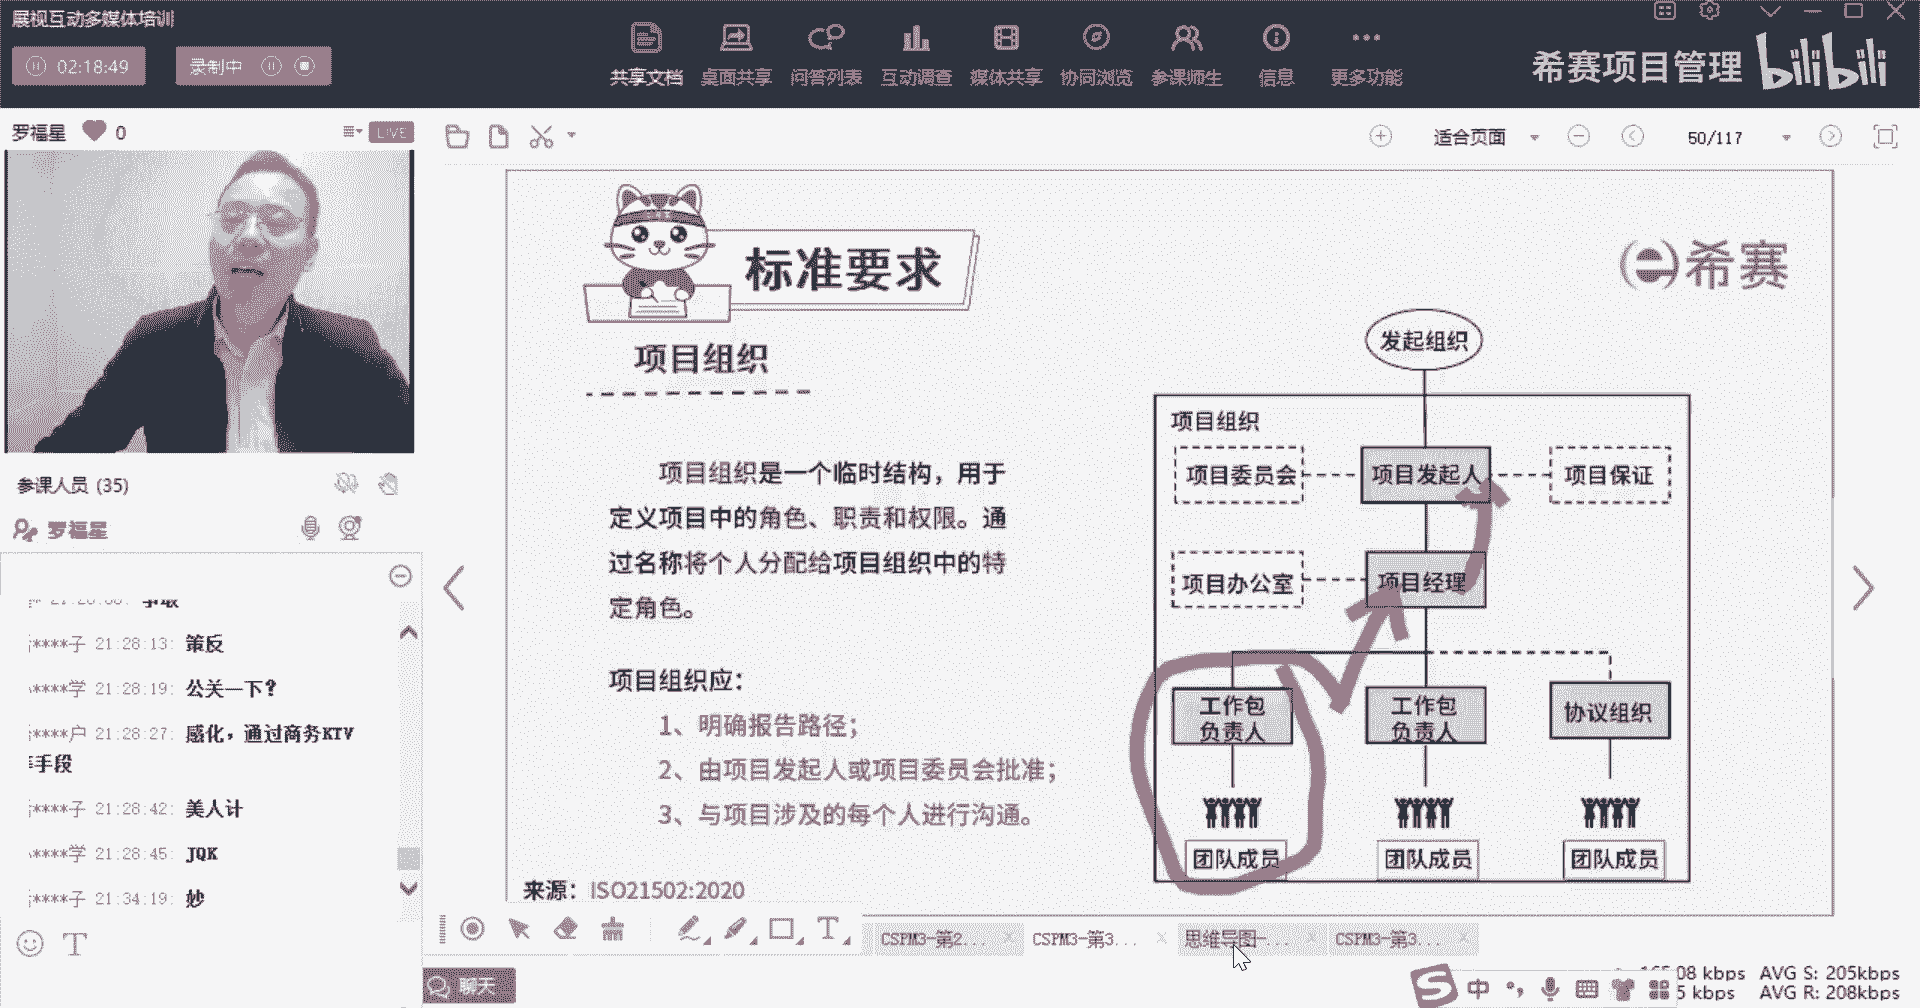 展视互动多媒体培训
02:18:49
录制中
共享文档
桌面共享
问答列表
互动调查
媒体共享
协同浏览
参课师生
信息
更多功能
希赛项目管理
bilibili
罗福星
0
LIVE
适合页面
50/117
参课人员 (35)
罗福星
争取
****子 21:28:13: 策反
****学 21:28:19: 公关一下?
****户 21:28:27: 感化，通过商务KTV
手段
****子 21:28:42: 美人计
****学 21:28:45: JQK
****子 21:34:19: 妙
聊天
标准要求
希赛
项目组织
项目组织是一个临时结构，用于
定义项目中的角色、职责和权限。通
过名称将个人分配给项目组织中的特
定角色。
项目组织应：
1、明确报告路径；
2、由项目发起人或项目委员会批准；
3、与项目涉及的每个人进行沟通。
来源：ISO21502:2020
发起组织
项目组织
项目委员会
项目发起人
项目保证
项目办公室
项目经理
工作包
负责人
工作包
负责人
协议组织
团队成员
团队成员
团队成员
CSPM3-第2...
CSPM3-第3...
思维导图-...
CSPM3-第3...
中
08 kbps
AVG S: 205kbps
5 kbps
AVG R: 208kbps